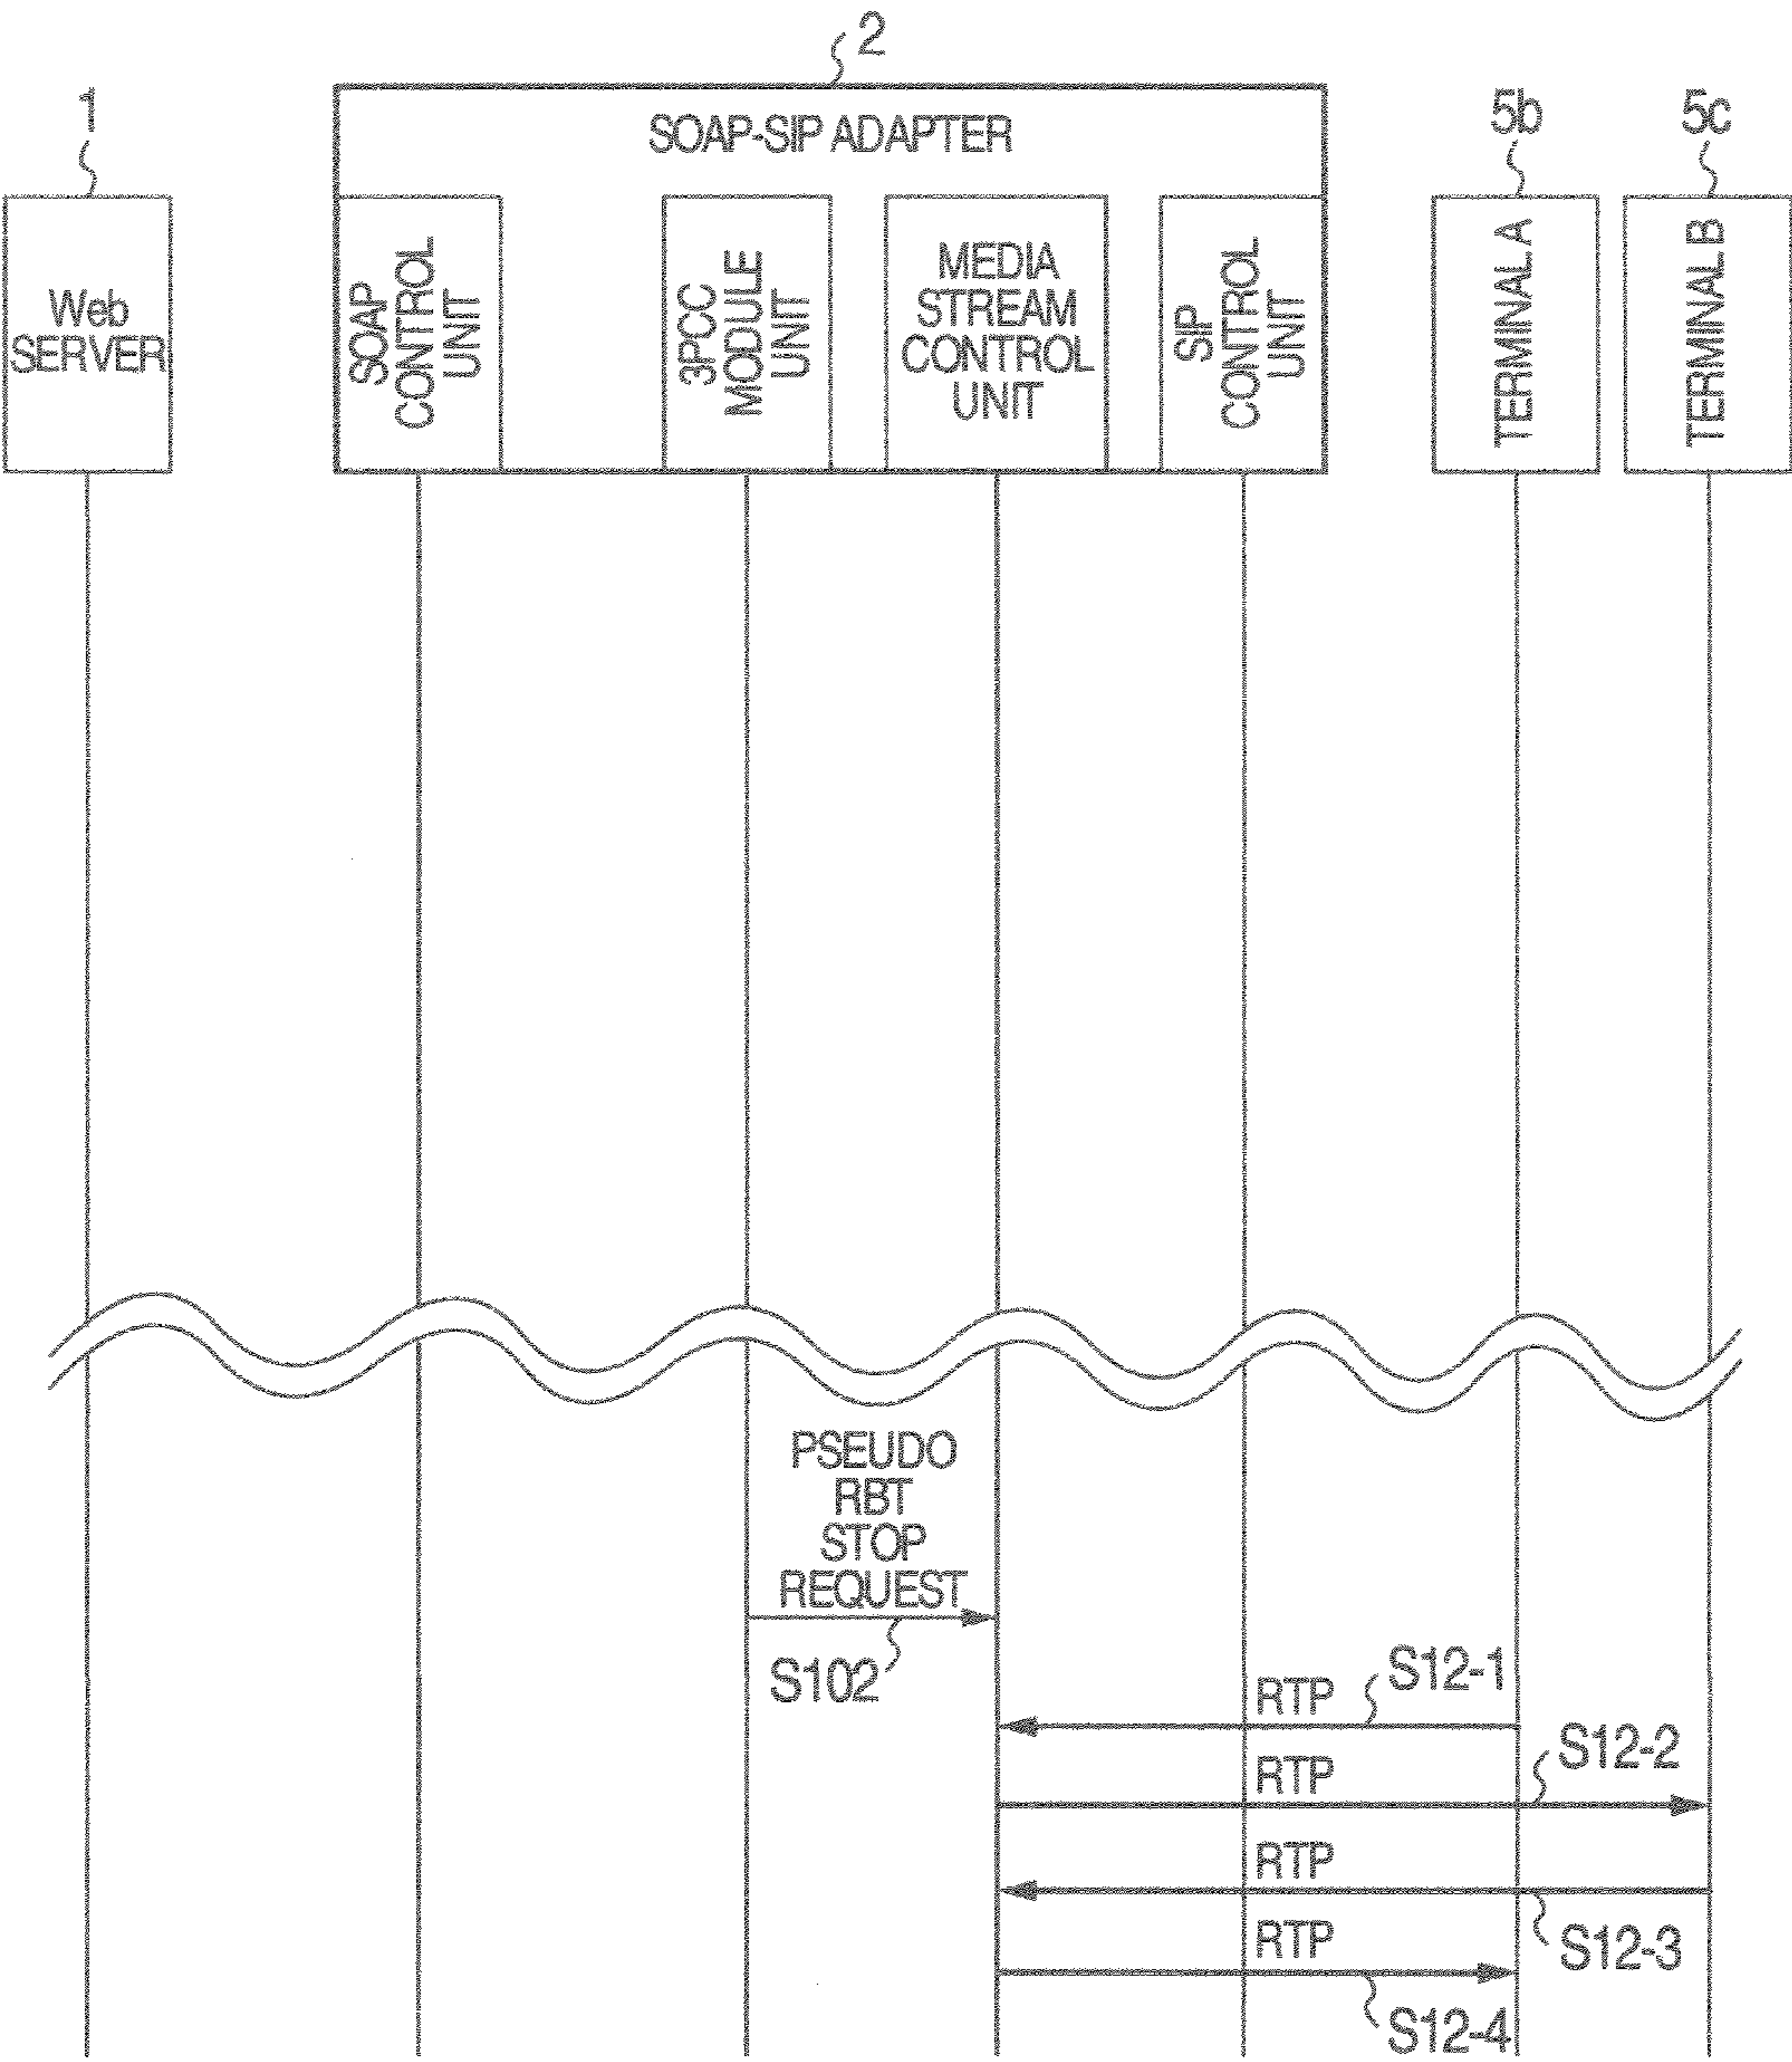 2
1
5b
5c
SOAP-SIP ADAPTER
Web
SERVER
SOAP
CONTROL
UNIT
3PCC
MODULE
UNIT
MEDIA
STREAM
CONTROL
UNIT
SIP
CONTROL
UNIT
TERMINAL A
TERMINAL B
PSEUDO
RBT
STOP
REQUEST
S102
RTP
S12-1
RTP
S12-2
RTP
S12-3
RTP
S12-4